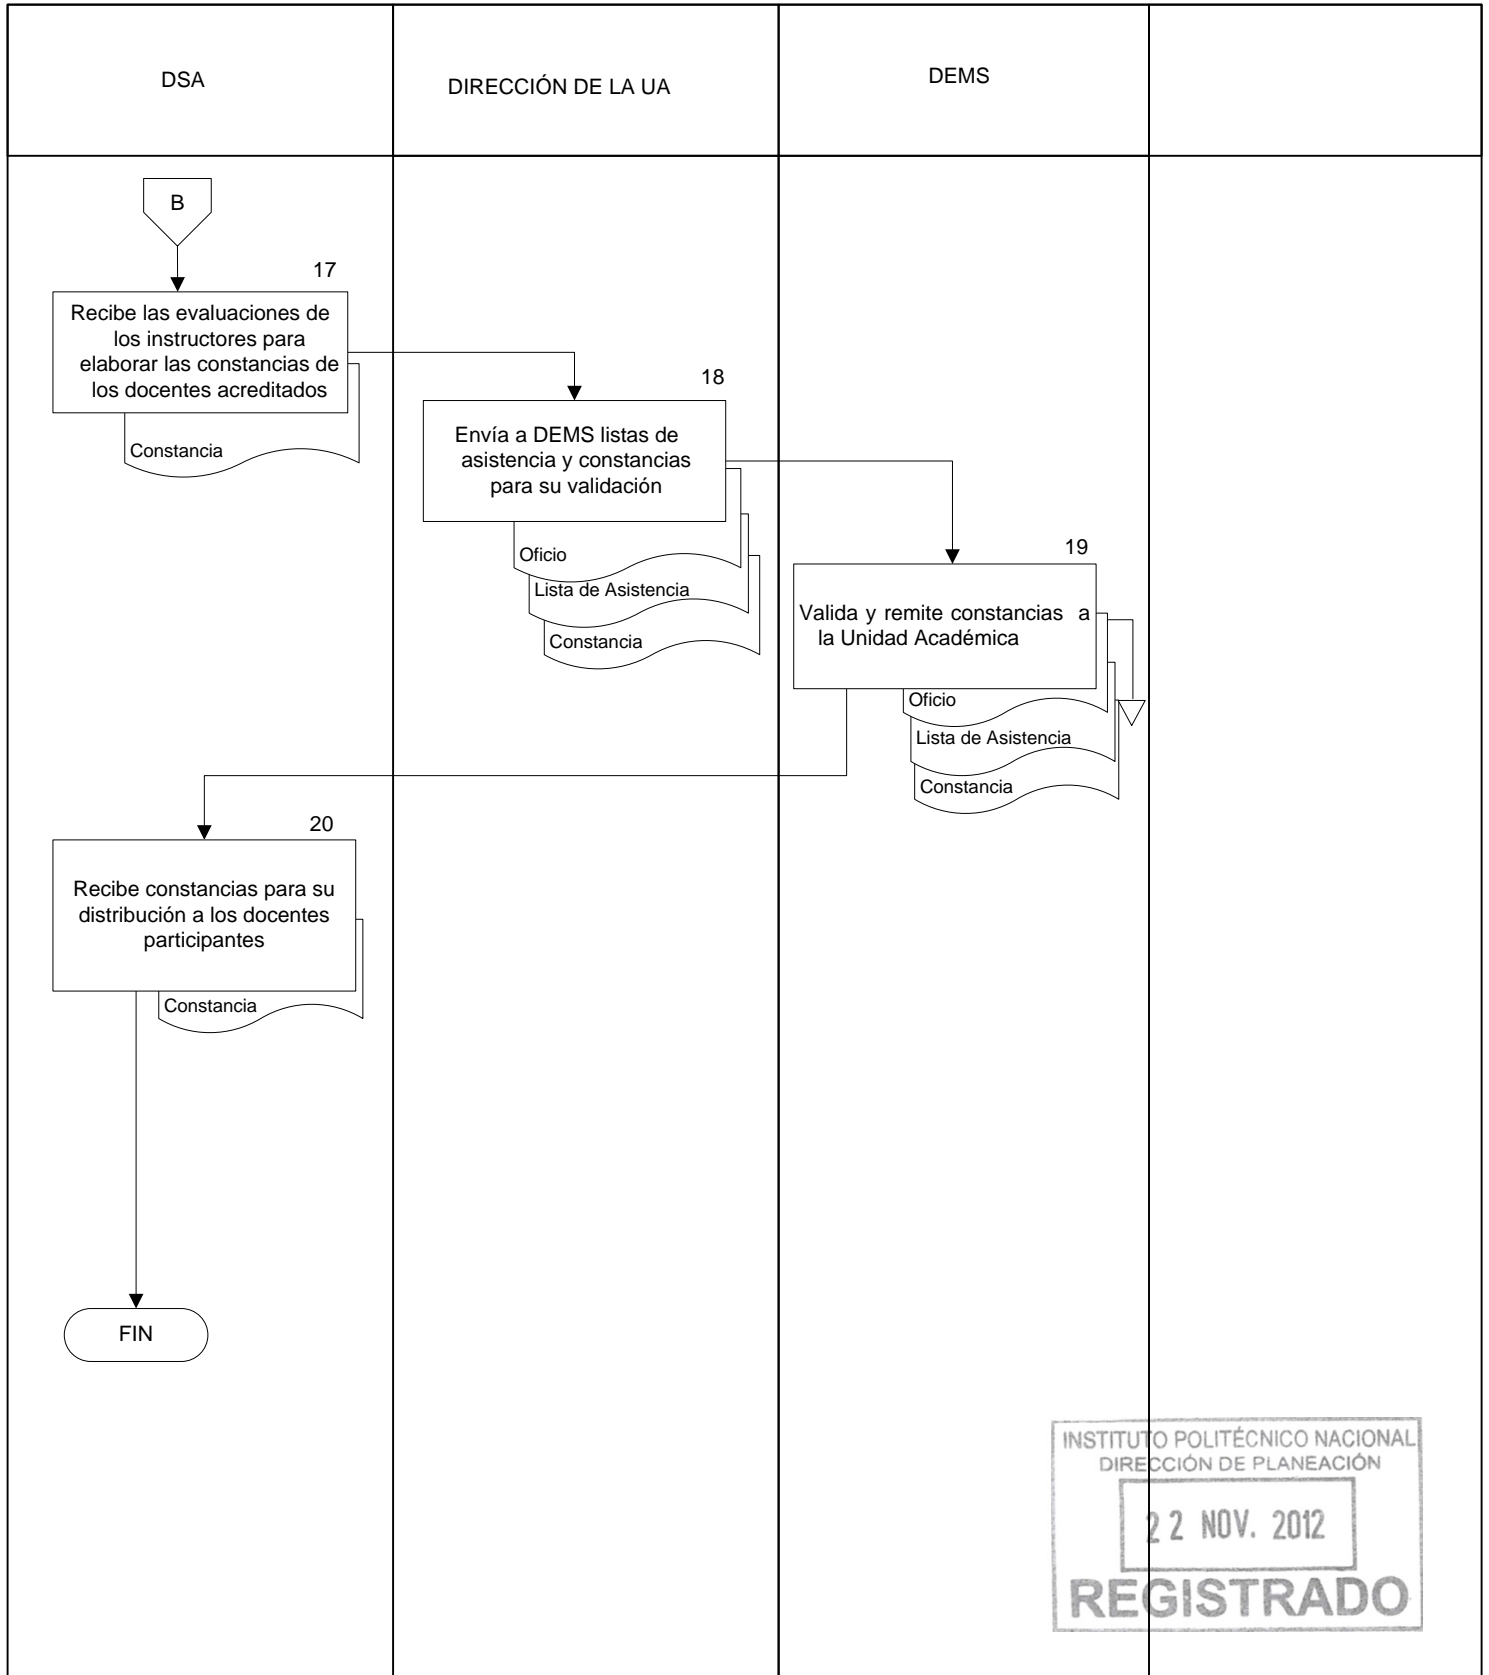 DSA
DIRECCIÓN DE LA UA
DEMS
B
17
Recibe las evaluaciones de
los instructores para
elaborar las constancias de
los docentes acreditados
Constancia
18
Envía a DEMS listas de
asistencia y constancias
para su validación
Oficio
Lista de Asistencia
Constancia
19
Valida y remite constancias a
la Unidad Académica
Oficio
Lista de Asistencia
Constancia
20
Recibe constancias para su
distribución a los docentes
participantes
Constancia
FIN
INSTITUTO POLITÉCNICO NACIONAL
DIRECCIÓN DE PLANEACIÓN
22 NOV. 2012
REGISTRADO